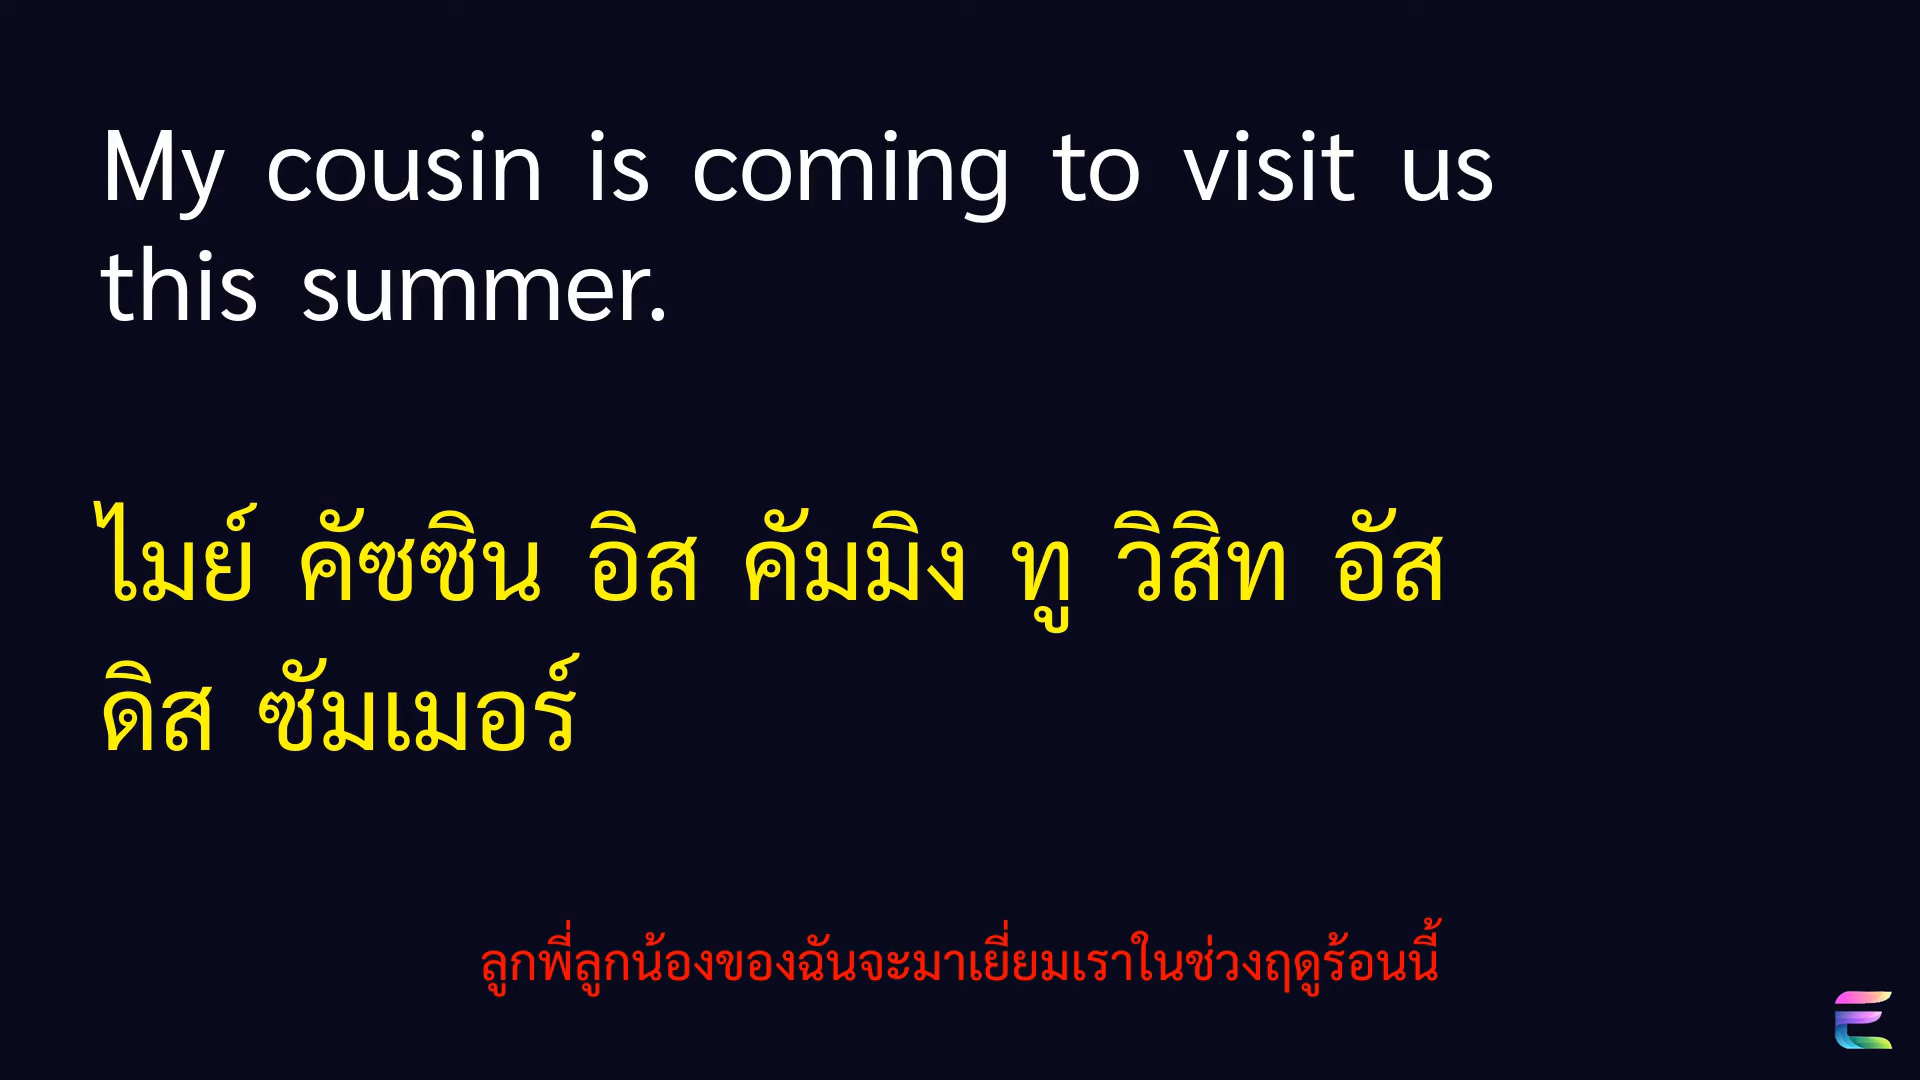 My cousin is coming to visit us
this summer.
ไมย์ คัซซิน อิส คัมมิง ทู วิสิท อัส
ดิส ซัมเมอร์
ลูกพี่ลูกน้องของฉันจะมาเยี่ยมเราในช่วงฤดูร้อนนี้